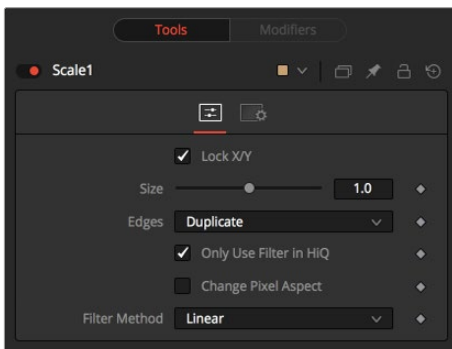 Tools Modifiers
Scale1
Lock X/Y
Size 1.0
Edges Duplicate
Only Use Filter in HiQ
Change Pixel Aspect
Filter Method Linear